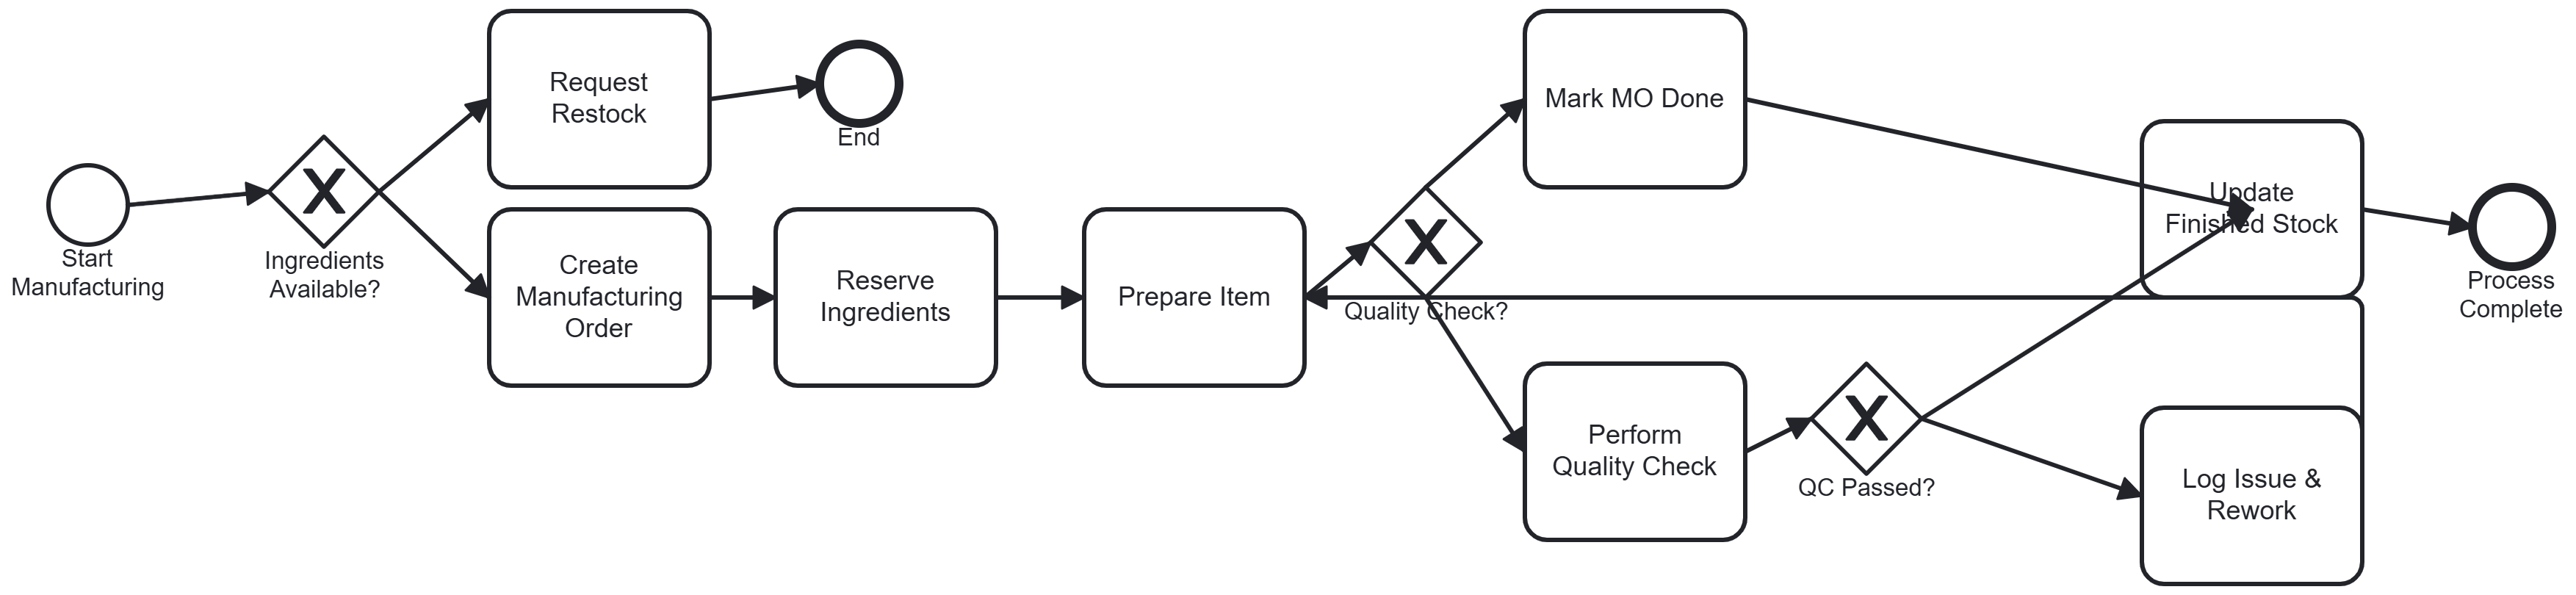 Start
Manufacturing
X
Ingredients
Available?
Request
Restock
End
Create
Manufacturing
Order
Reserve
Ingredients
Prepare Item
X
Quality Check?
Mark MO Done
Perform
Quality Check
X
QC Passed?
Update
Finished Stock
Log Issue &
Rework
Process
Complete